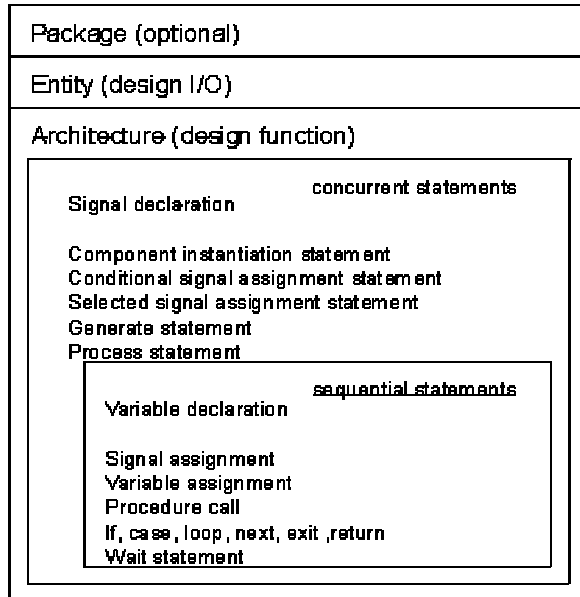 Package (optional)
Entity (design I/O)
Architecture (design function)
concurrent statements
Signal declaration
Component instantiation statement
Conditional signal assignment statement
Selected signal assignment statement
Generate statement
Process statement
sequential statements
Variable declaration
Signal assignment
Variable assignment
Procedure call
If, case, loop, next, exit ,return
Wait statement